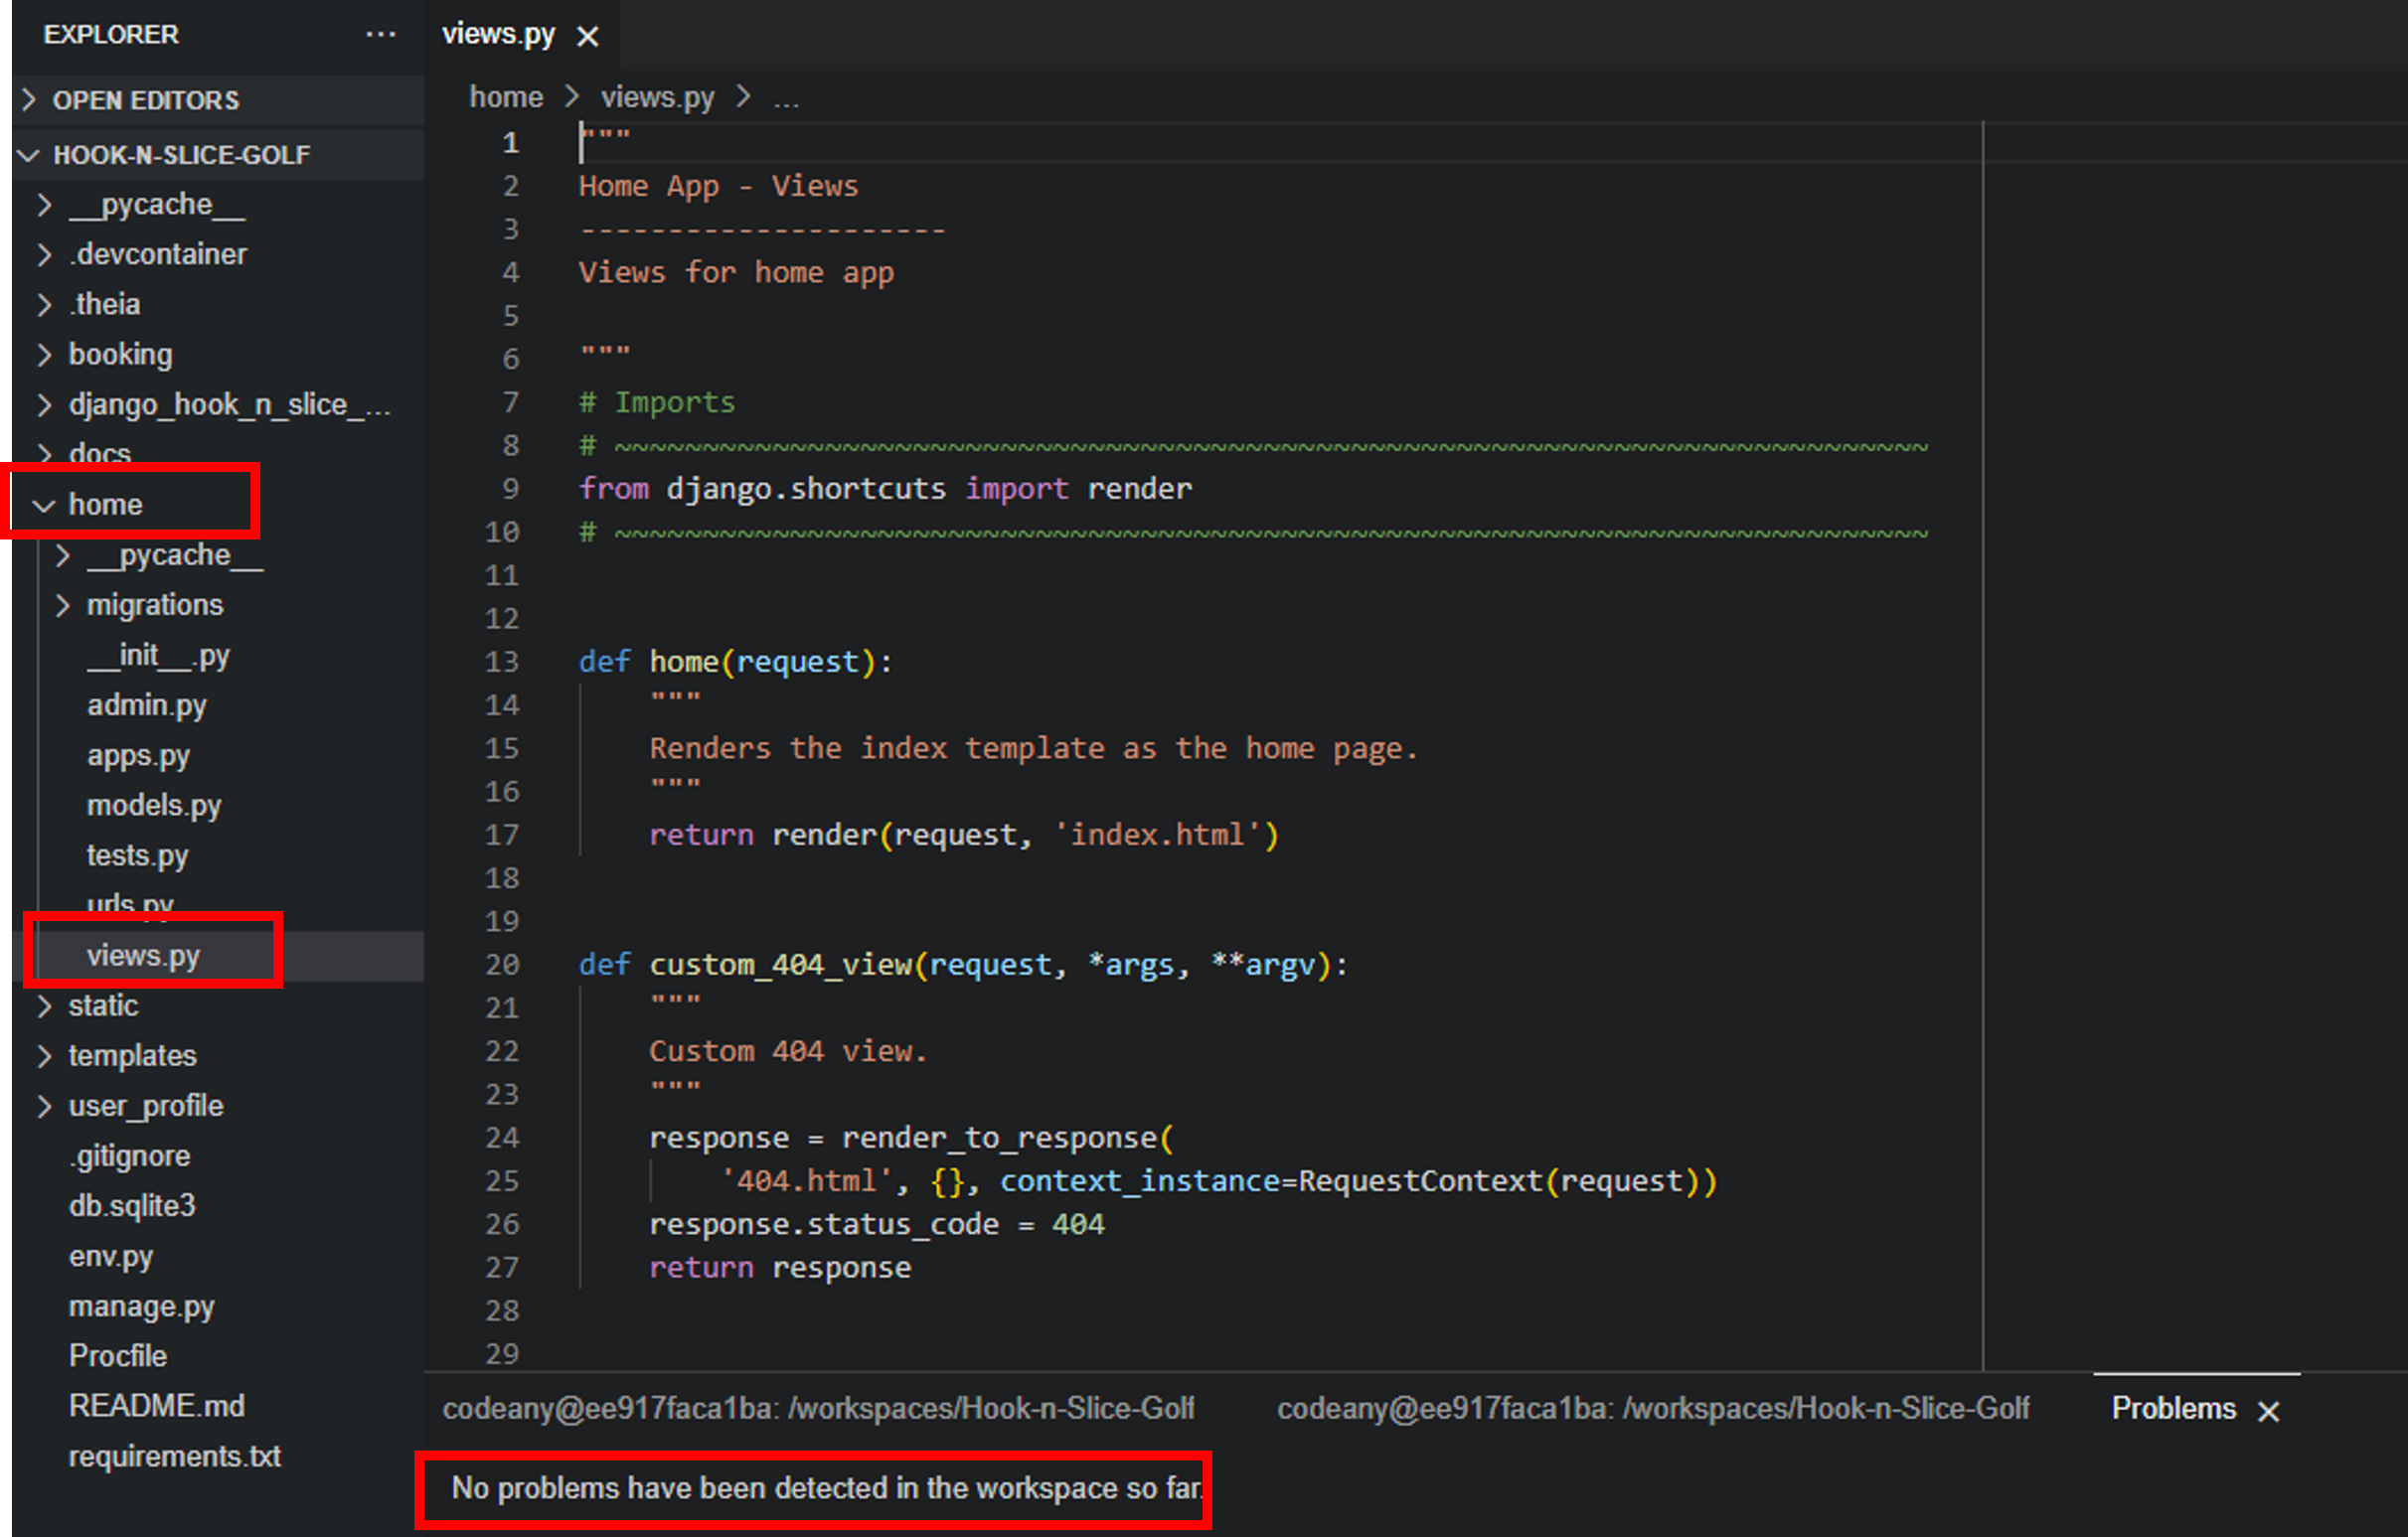 EXPLORER ...
OPEN EDITORS
HOOK-N-SLICE-GOLF
__pycache__
.devcontainer
.theia
booking
django_hook_n_slice_...
docs
home
__pycache__
migrations
__init__.py
admin.py
apps.py
models.py
tests.py
urls.py
views.py
static
templates
user_profile
.gitignore
db.sqlite3
env.py
manage.py
Procfile
README.md
requirements.txt
views.py ×
home > views.py > ...
1 """
2 Home App - Views
3 ---------------------
4 Views for home app
5
6 """
7 # Imports
8 # ~~~~~~~~~~~~~~~~~~~~~~~~~~~~~~~~~~~~~~~~~~~~~~~~~~~~~~~~~~~~~~~~~~~~~~~~~~~
9 from django.shortcuts import render
10 # ~~~~~~~~~~~~~~~~~~~~~~~~~~~~~~~~~~~~~~~~~~~~~~~~~~~~~~~~~~~~~~~~~~~~~~~~~~~
11
12
13 def home(request):
14 """
15 Renders the index template as the home page.
16 """
17 return render(request, 'index.html')
18
19
20 def custom_404_view(request, *args, **argv):
21 """
22 Custom 404 view.
23 """
24 response = render_to_response(
25 '404.html', {}, context_instance=RequestContext(request))
26 response.status_code = 404
27 return response
28
29
codeany@ee917faca1ba: /workspaces/Hook-n-Slice-Golf codeany@ee917faca1ba: /workspaces/Hook-n-Slice-Golf Problems ×
No problems have been detected in the workspace so far.